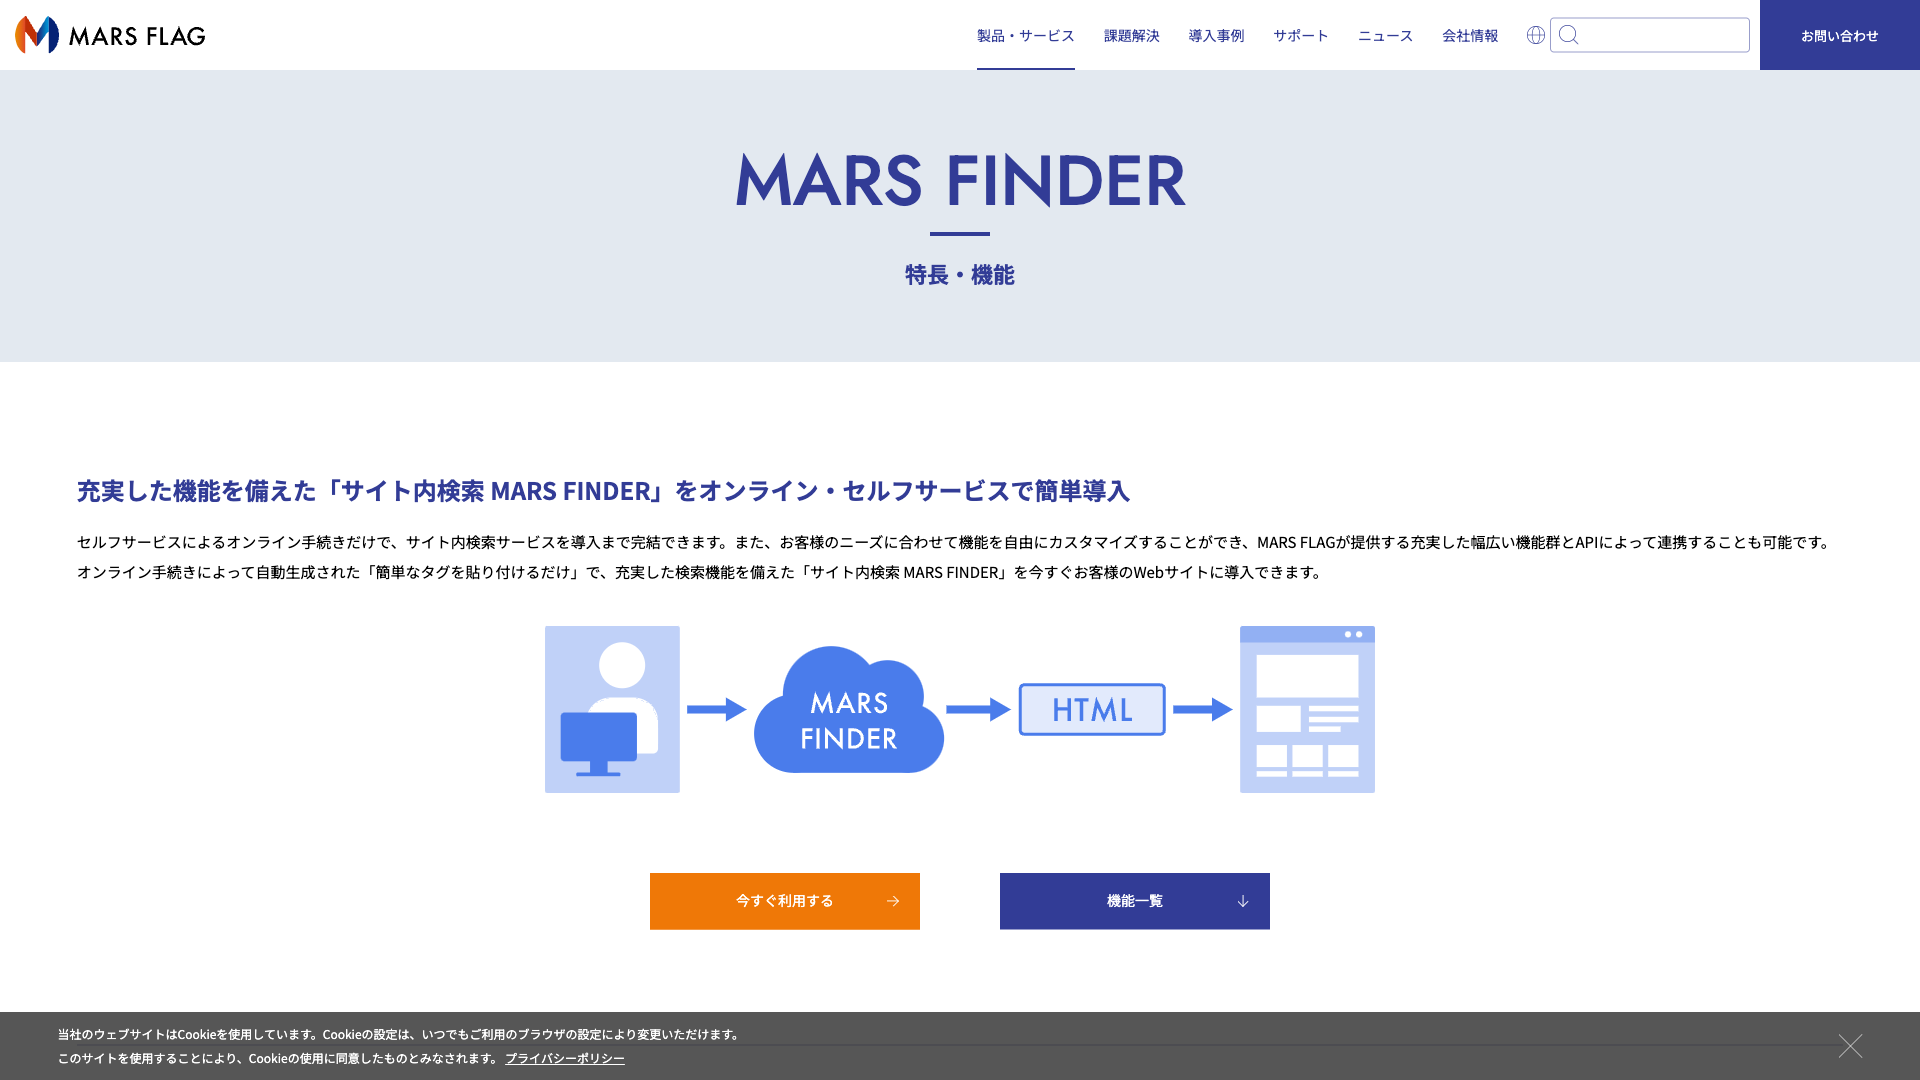 MARS FLAG
製品・サービス
課題解決
導入事例
サポート
ニュース
会社情報
お問い合わせ
MARS FINDER
特長・機能
充実した機能を備えた「サイト内検索 MARS FINDER」をオンライン・セルフサービスで簡単導入
セルフサービスによるオンライン手続きだけで、サイト内検索サービスを導入まで完結できます。また、お客様のニーズに合わせて機能を自由にカスタマイズすることができ、MARS FLAGが提供する充実した幅広い機能群とAPIによって連携することも可能です。
オンライン手続きによって自動生成された「簡単なタグを貼り付けるだけ」で、充実した検索機能を備えた「サイト内検索 MARS FINDER」を今すぐお客様のWebサイトに導入できます。
MARS
FINDER
HTML
今すぐ利用する
機能一覧
当社のウェブサイトはCookieを使用しています。Cookieの設定は、いつでもご利用のブラウザの設定により変更いただけます。
このサイトを使用することにより、Cookieの使用に同意したものとみなされます。 プライバシーポリシー